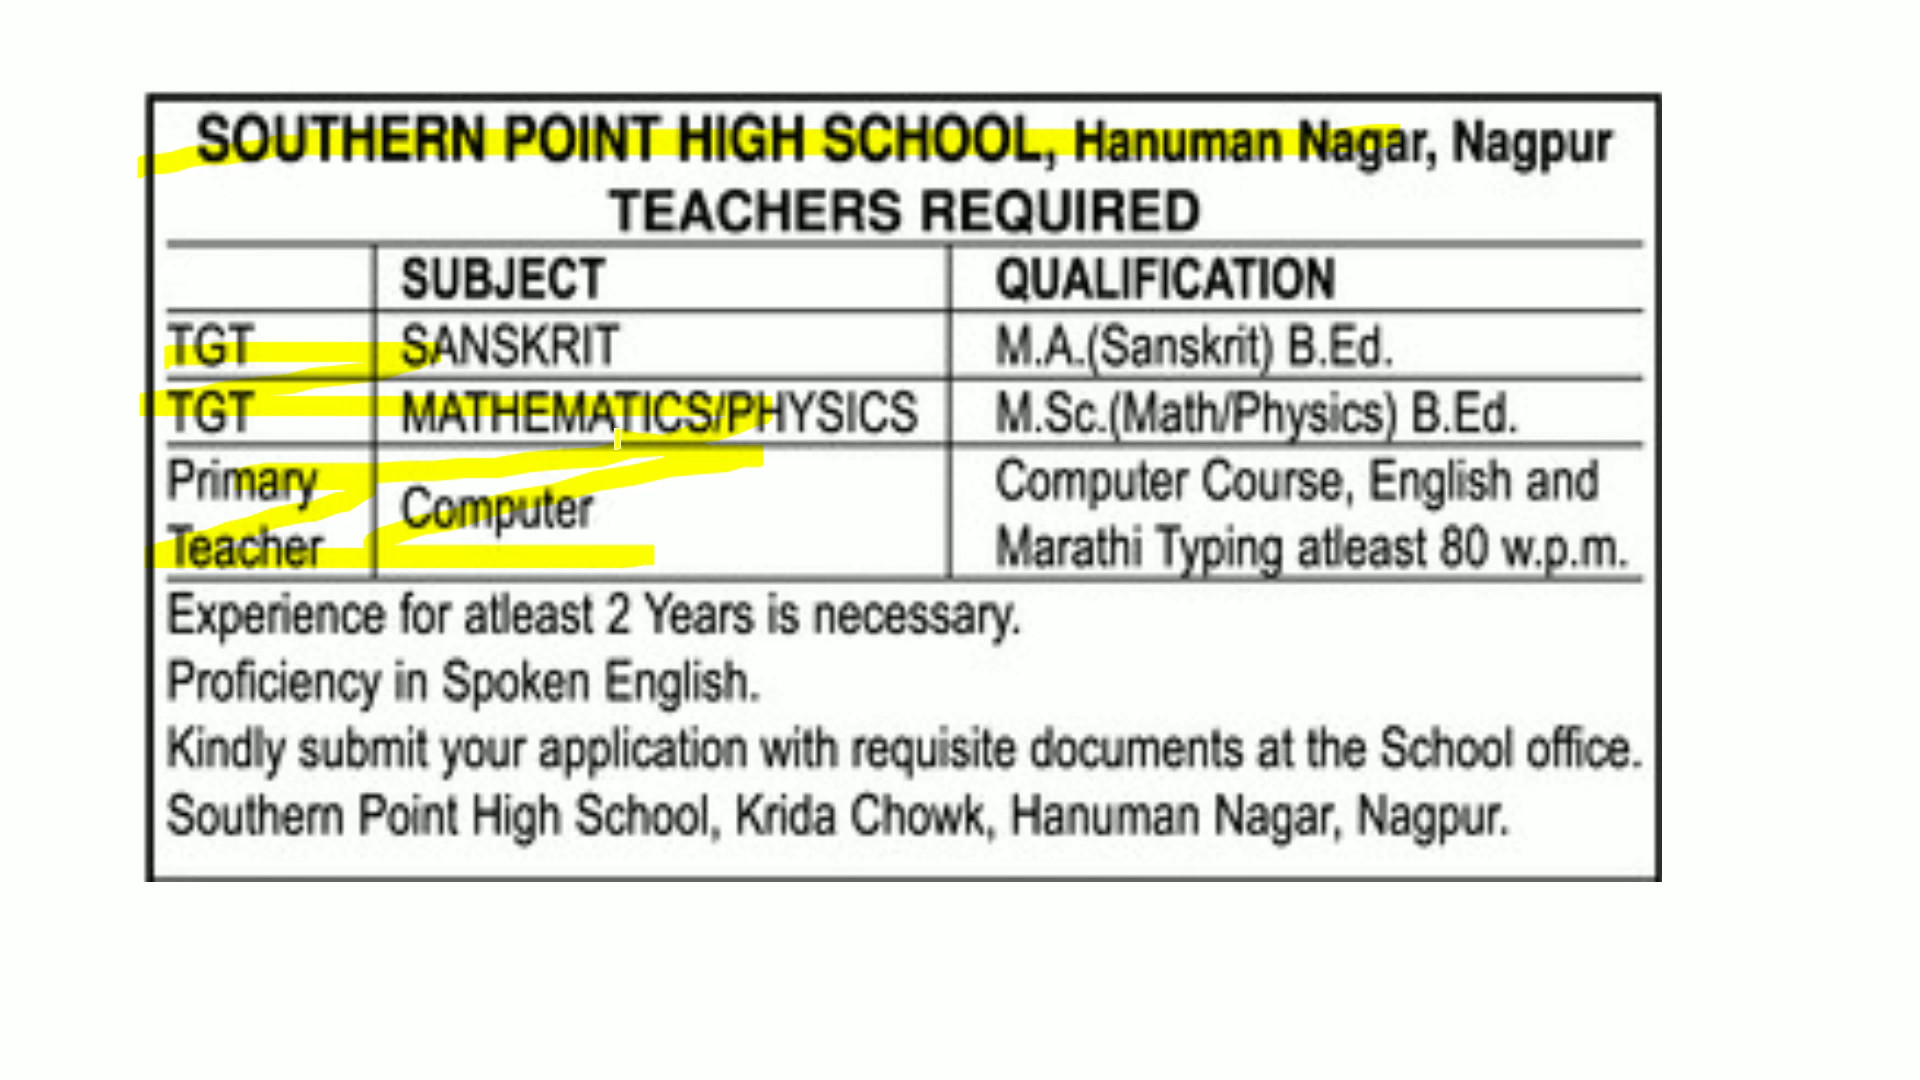 SOUTHERN POINT HIGH SCHOOL, Hanuman Nagar, Nagpur
TEACHERS REQUIRED
SUBJECT QUALIFICATION
TGT SANSKRIT M.A.(Sanskrit) B.Ed.
TGT MATHEMATICS/PHYSICS M.Sc.(Math/Physics) B.Ed.
Primary Teacher Computer Computer Course, English and Marathi Typing atleast 80 w.p.m.
Experience for atleast 2 Years is necessary.
Proficiency in Spoken English.
Kindly submit your application with requisite documents at the School office.
Southern Point High School, Krida Chowk, Hanuman Nagar, Nagpur.